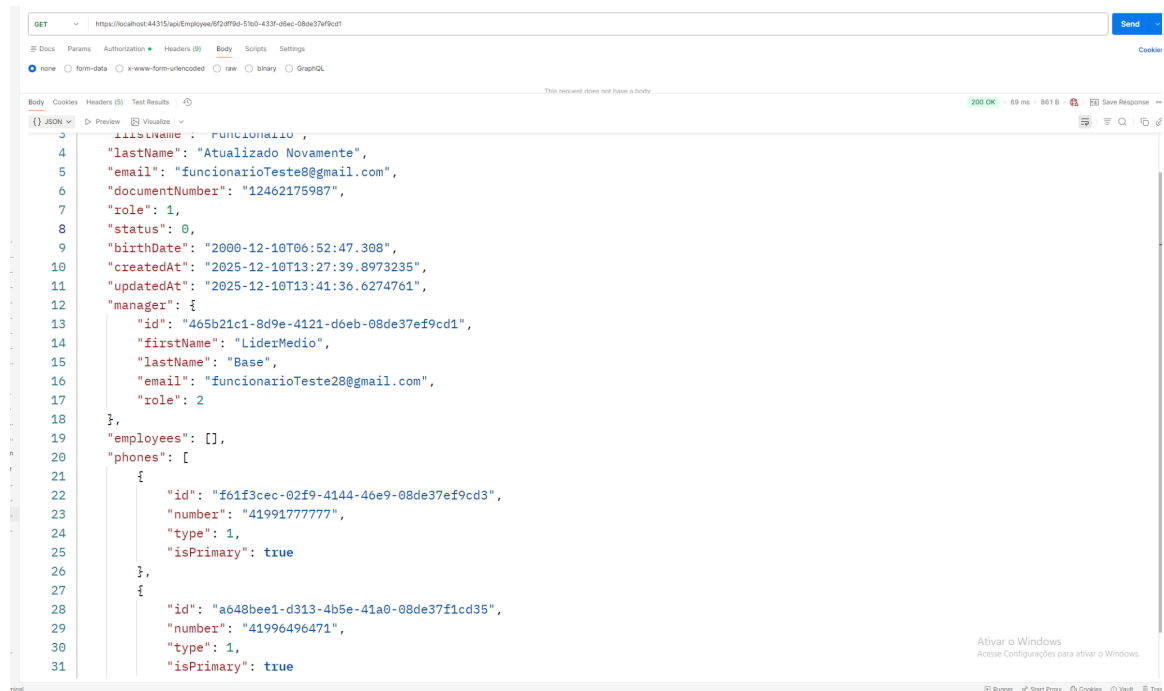 GET https://localhost:44315/api/Employee/6f2dff9d-51b0-433f-d6ec-08de37ef9cd1 Send
Docs Params Authorization Headers (9) Body Scripts Settings Cookies
none form-data x-www-form-urlencoded raw binary GraphQL
This request does not have a body
Body Cookies Headers (5) Test Results 200 OK 69 ms 861 B Save Response
{} JSON Preview Visualize
3 "firstName": "Funcionario",
4 "lastName": "Atualizado Novamente",
5 "email": "funcionarioTeste8@gmail.com",
6 "documentNumber": "12462175987",
7 "role": 1,
8 "status": 0,
9 "birthDate": "2000-12-10T06:52:47.308",
10 "createdAt": "2025-12-10T13:27:39.8973235",
11 "updatedAt": "2025-12-10T13:41:36.6274761",
12 "manager": {
13 "id": "465b21c1-8d9e-4121-d6eb-08de37ef9cd1",
14 "firstName": "LiderMedio",
15 "lastName": "Base",
16 "email": "funcionarioTeste28@gmail.com",
17 "role": 2
18 },
19 "employees": [],
20 "phones": [
21 {
22 "id": "f61f3cec-02f9-4144-46e9-08de37ef9cd3",
23 "number": "41991777777",
24 "type": 1,
25 "isPrimary": true
26 },
27 {
28 "id": "a648bee1-d313-4b5e-41a0-08de37f1cd35",
29 "number": "41996496471",
30 "type": 1,
31 "isPrimary": true
Ativar o Windows
Acesse Configurações para ativar o Windows.
Runner Start Proxy Cookies Vault